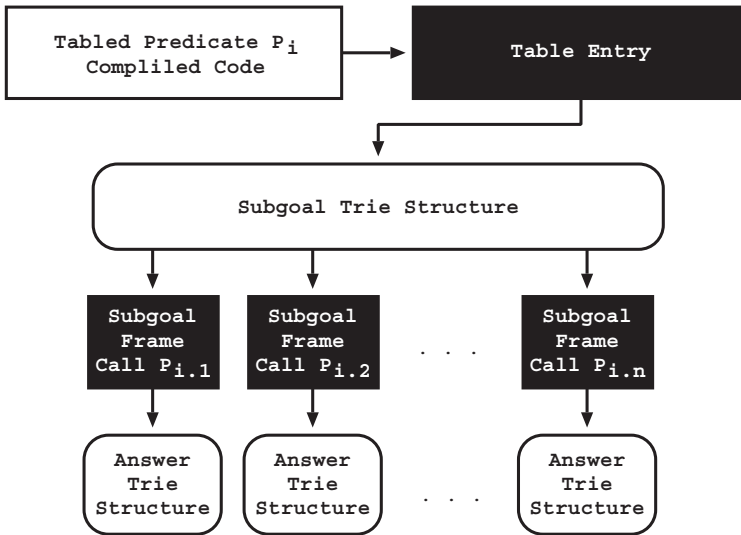 Tabled Predicate Pi
Compliled Code
Table Entry
Subgoal Trie Structure
Subgoal
Frame
Call Pi.1
Subgoal
Frame
Call Pi.2
. . .
Subgoal
Frame
Call Pi.n
Answer
Trie
Structure
Answer
Trie
Structure
. . .
Answer
Trie
Structure